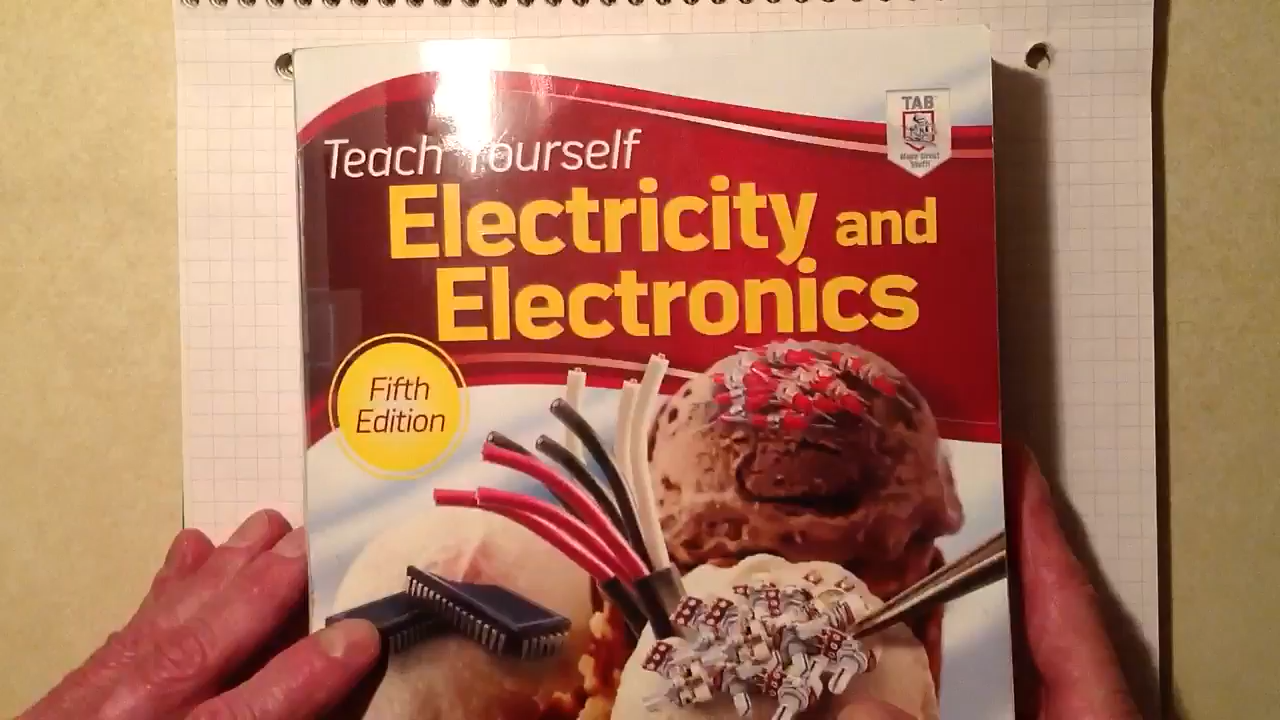 TAB
Teach Yourself
Electricity and
Electronics
Fifth
Edition